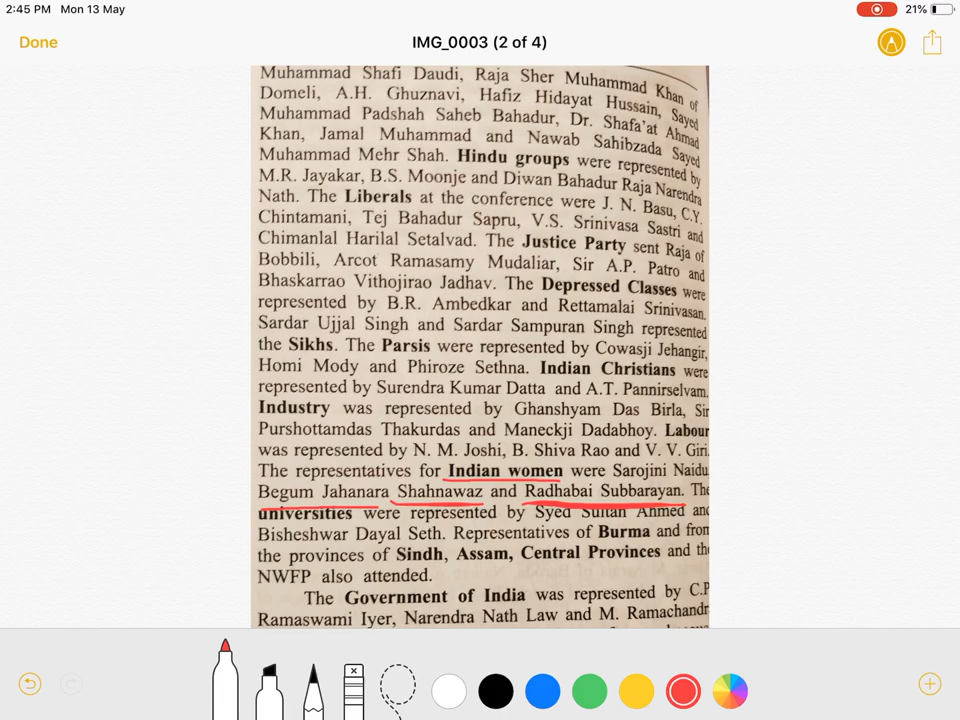 2:45 PM Mon 13 May
21%
Done
IMG_0003 (2 of 4)
Muhammad Shafi Daudi, Raja Sher Muhammad Khan of
Domeli, A.H. Ghuznavi, Hafiz Hidayat Hussain, Sayed
Muhammad Padshah Saheb Bahadur, Dr. Shafa'at Ahmad
Khan, Jamal Muhammad and Nawab Sahibzada Sayed
Muhammad Mehr Shah. Hindu groups were represented by
M.R. Jayakar, B.S. Moonje and Diwan Bahadur Raja Narendra
Nath. The Liberals at the conference were J. N. Basu, C.Y.
Chintamani, Tej Bahadur Sapru, V.S. Srinivasa Sastri and
Chimanlal Harilal Setalvad. The Justice Party sent Raja of
Bobbili, Arcot Ramasamy Mudaliar, Sir A.P. Patro and
Bhaskarrao Vithojirao Jadhav. The Depressed Classes were
represented by B.R. Ambedkar and Rettamalai Srinivasan.
Sardar Ujjal Singh and Sardar Sampuran Singh represented
the Sikhs. The Parsis were represented by Cowasji Jehangir,
Homi Mody and Phiroze Sethna. Indian Christians were
represented by Surendra Kumar Datta and A.T. Pannirselvam.
Industry was represented by Ghanshyam Das Birla, Sir
Purshottamdas Thakurdas and Maneckji Dadabhoy. Labour
was represented by N. M. Joshi, B. Shiva Rao and V. V. Giri.
The representatives for Indian women were Sarojini Naidu
Begum Jahanara Shahnawaz and Radhabai Subbarayan. The
universities were represented by Syed Sultan Ahmed and
Bisheshwar Dayal Seth. Representatives of Burma and from
the provinces of Sindh, Assam, Central Provinces and the
NWFP also attended.
The Government of India was represented by C.P
Ramaswami Iyer, Narendra Nath Law and M. Ramachandr